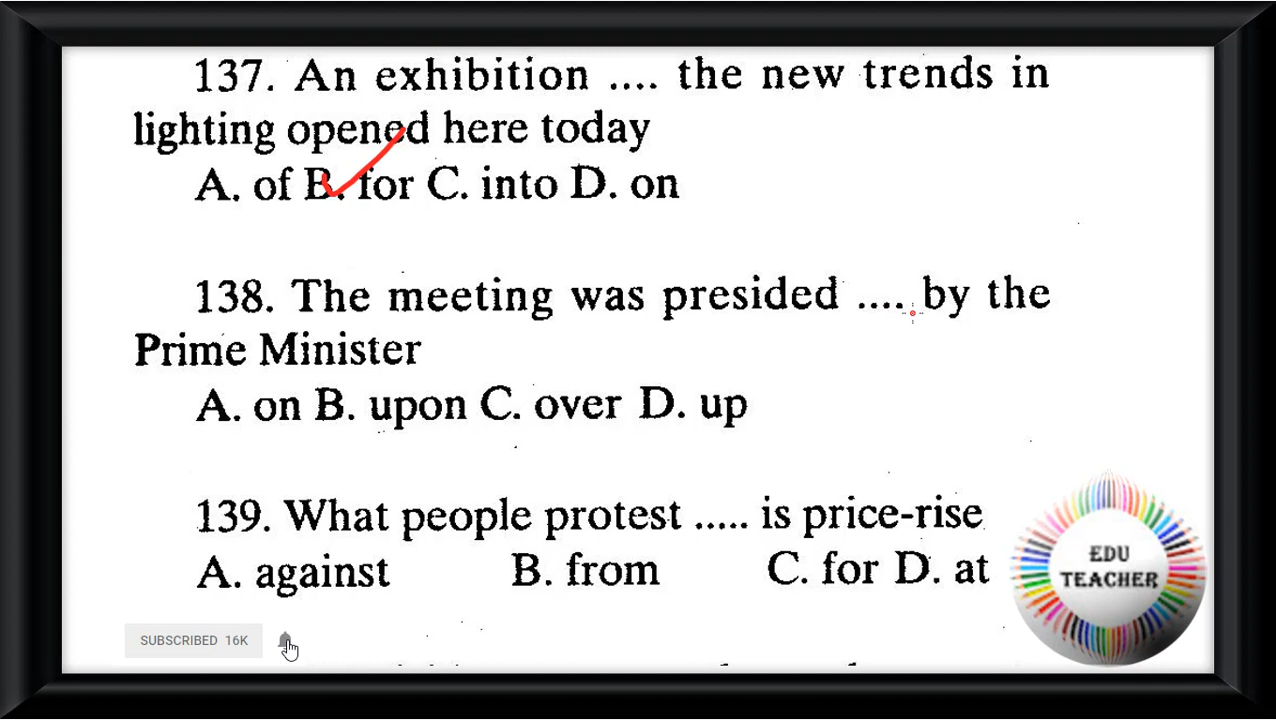 137. An exhibition .... the new trends in
lighting opened here today
A. of B. for C. into D. on
138. The meeting was presided .... by the
Prime Minister
A. on B. upon C. over D. up
139. What people protest ..... is price-rise
A. against B. from C. for D. at
EDU
TEACHER
SUBSCRIBED 16K